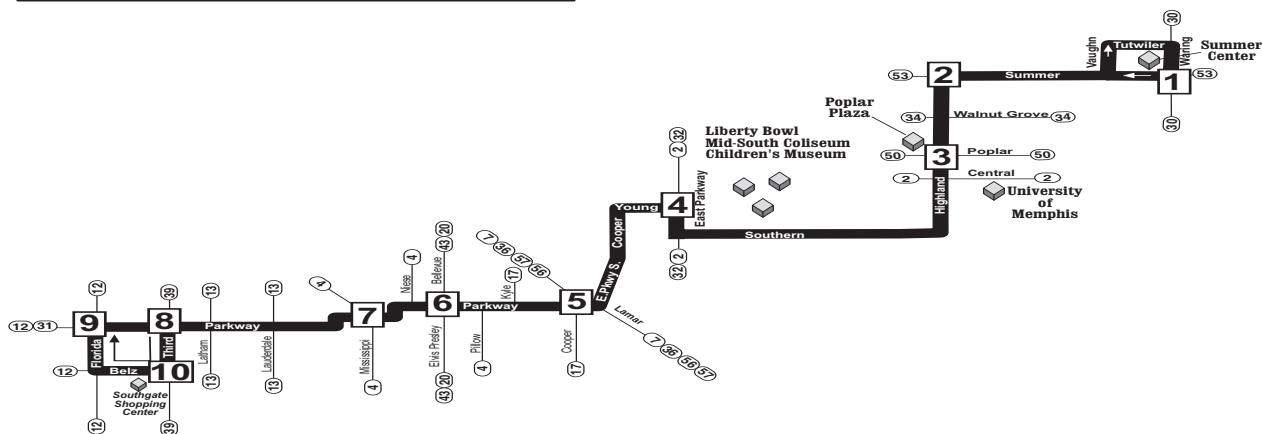 30
Vaughn
Tutwiler
Waring
Summer
Center
53
2
Summer
1
53
30
Poplar
Plaza
34
Walnut Grove
34
50
3
Poplar
50
2
Central
2
Highland
University
of
Memphis
Liberty Bowl
Mid-South Coliseum
Children's Museum
2 32
Young
4
East Parkway
Southern
32 2
Cooper
E.Pkwy S.
7 36 57 56
Lamar
7 36 56 57
5
Cooper
17
Kyle
17
Parkway
Pillow
4
43 20
Bellevue
6
Elvis Presley
43 20
Niese
4
4
7
Mississippi
4
13
Lauderdale
13
13
Latham
13
Parkway
39
8
Third
12
9
12 31
Florida
12
Belz
10
Southgate
Shopping
Center
12
39